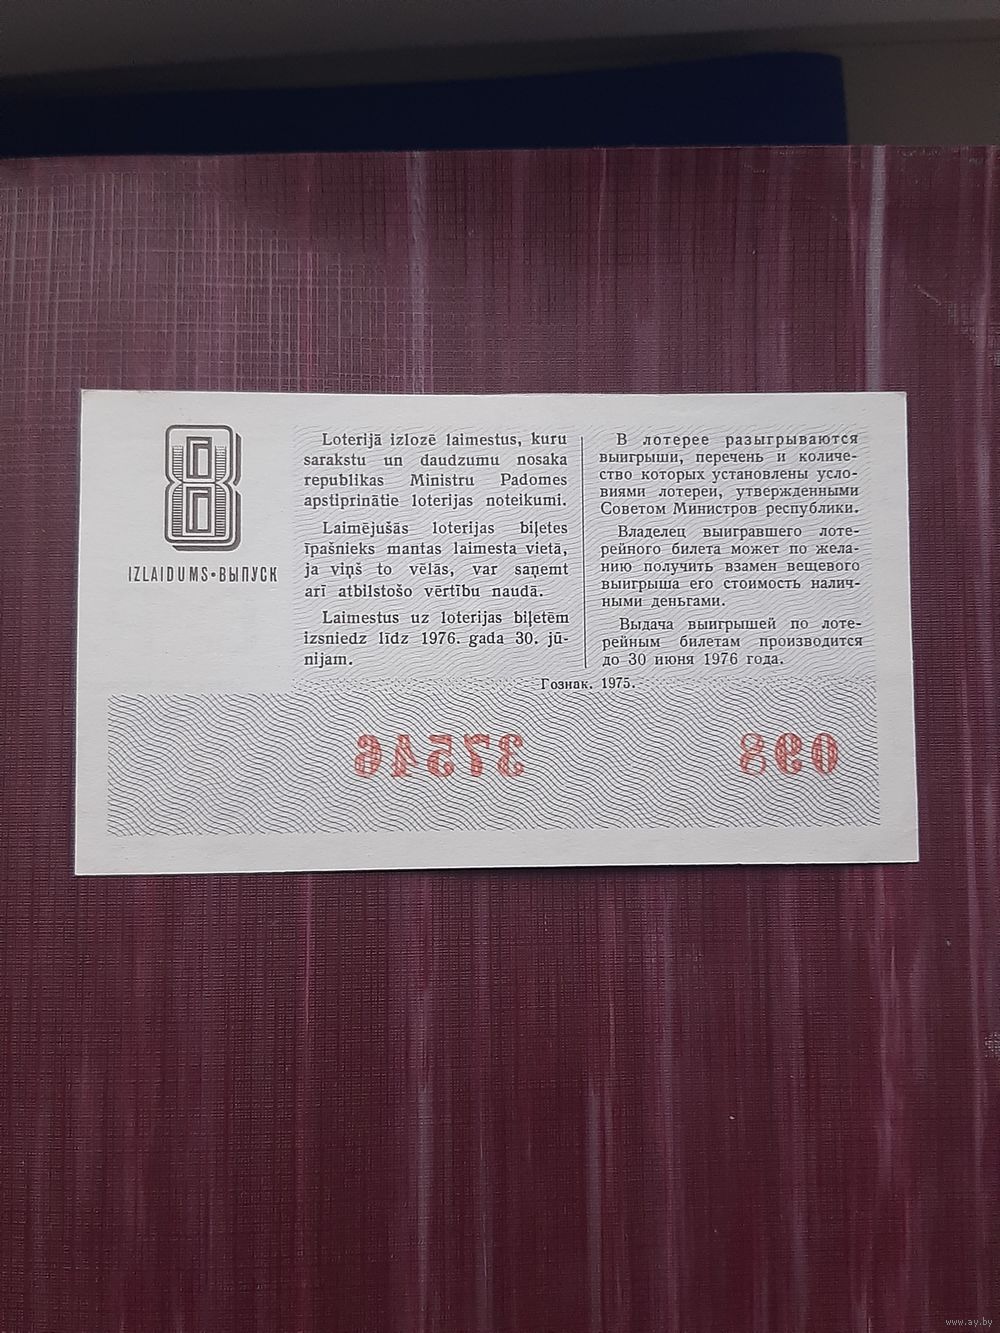 8
IZLAIDUMS•ВЫПУСК
Loterijā izlozē laimestus, kuru
sarakstu un daudzumu nosaka
republikas Ministru Padomes
apstiprinātie loterijas noteikumi.
Laimējušās loterijas biļetes
īpašnieks mantas laimesta vietā,
ja viņš to vēlās, var saņemt
arī atbilstošo vērtību naudā.
Laimestus uz loterijas biļetēm
izsniedz līdz 1976. gada 30. jū-
nijam.
В лотерее разыгрываются
выигрыши, перечень и количе-
ство которых установлены усло-
виями лотереи, утвержденными
Советом Министров республики.
Владелец выигравшего лоте-
рейного билета может по жела-
нию получить взамен вещевого
выигрыша его стоимость налич-
ными деньгами.
Выдача выигрышей по лоте-
рейным билетам производится
до 30 июня 1976 года.
Гознак. 1975.
37546 098
www.ay.by